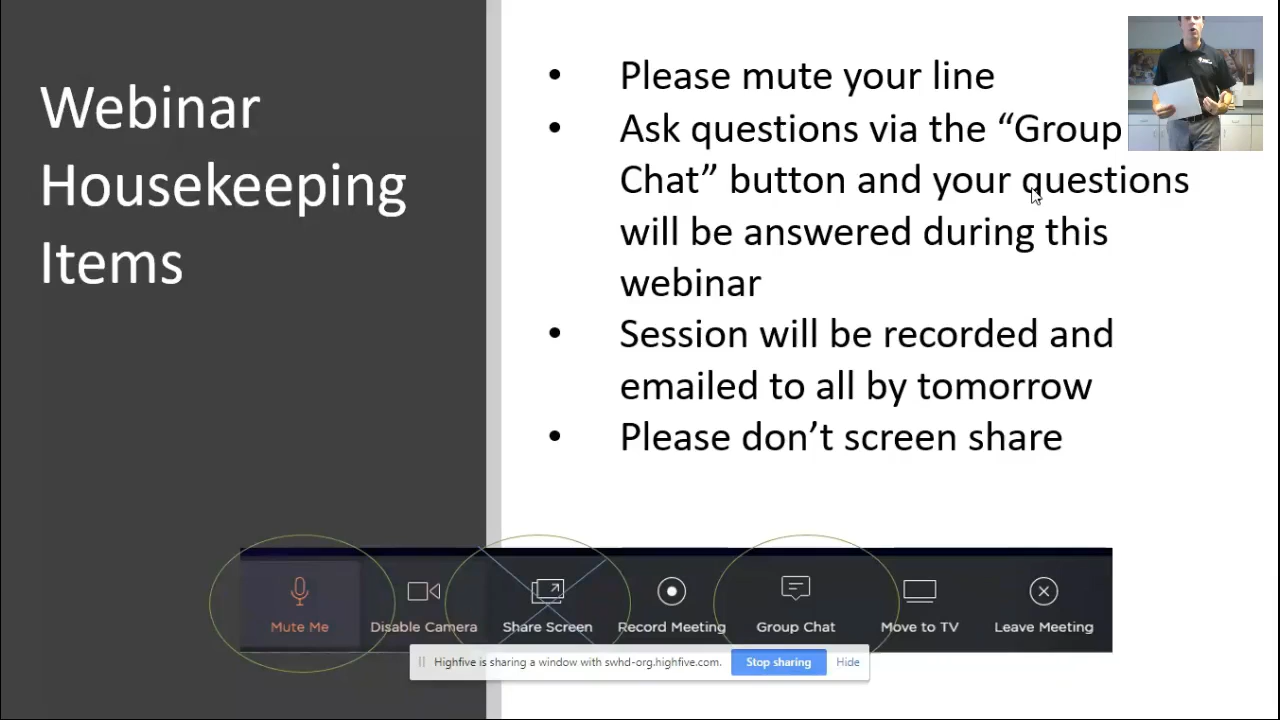 Webinar
Housekeeping
Items
• Please mute your line
• Ask questions via the “Group
Chat” button and your questions
will be answered during this
webinar
• Session will be recorded and
emailed to all by tomorrow
• Please don’t screen share
Mute Me
Disable Camera
Share Screen
Record Meeting
Group Chat
Move to TV
Leave Meeting
Highfive is sharing a window with swhd-org.highfive.com.
Stop sharing
Hide